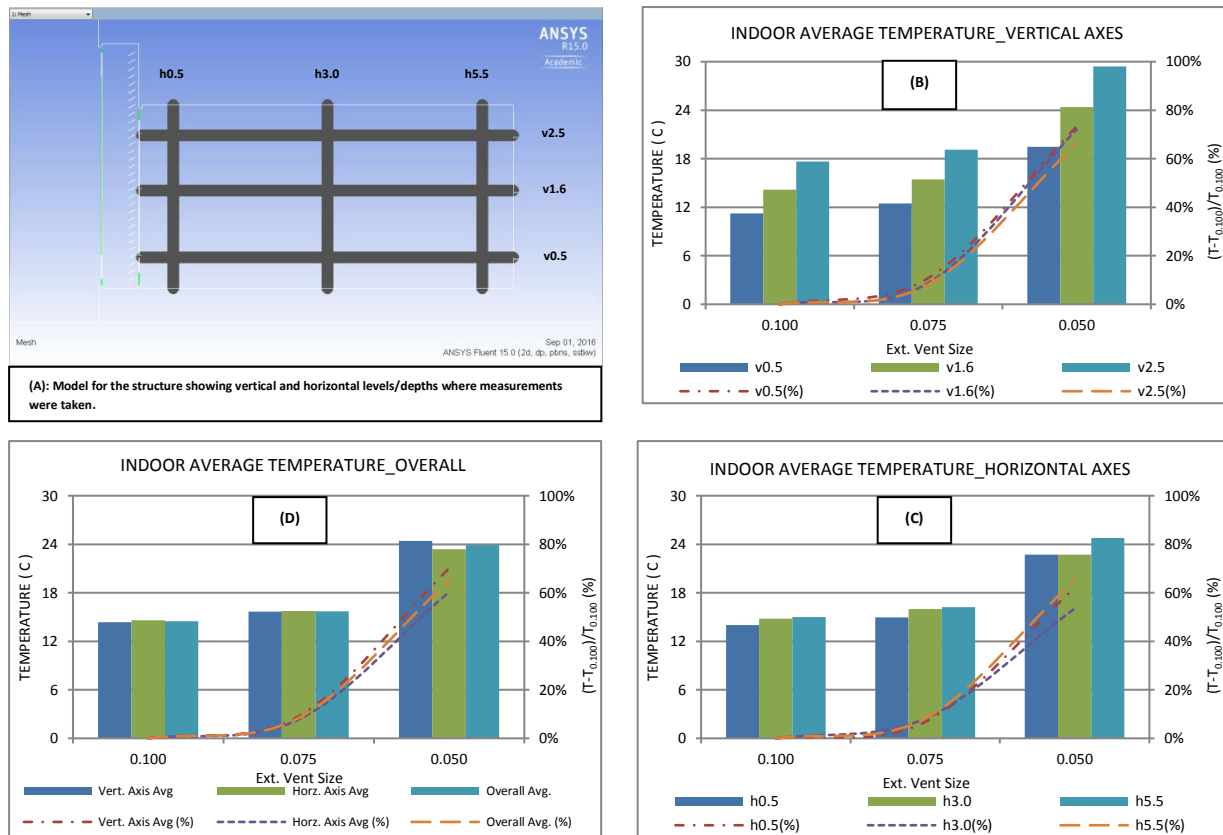 1: Mesh
ANSYS
R15.0
Academic
h0.5 h3.0 h5.5
v2.5
v1.6
v0.5
Mesh
Sep 01, 2016
ANSYS Fluent 15.0 (2d, dp, pbns, sstkw)
(A): Model for the structure showing vertical and horizontal levels/depths where measurements
were taken.
INDOOR AVERAGE TEMPERATURE_VERTICAL AXES
(B)
TEMPERATURE ( C )
30
24
18
12
6
0
100%
80%
60%
40%
20%
0%
(T-T0.100)/T0.100 (%)
0.100 0.075 0.050
Ext. Vent Size
v0.5 v1.6 v2.5
v0.5(%) v1.6(%) v2.5(%)
INDOOR AVERAGE TEMPERATURE_OVERALL
(D)
TEMPERATURE ( C )
30
24
18
12
6
0
100%
80%
60%
40%
20%
0%
(T-T0.100)/T0.100 (%)
0.100 0.075 0.050
Ext. Vent Size
Vert. Axis Avg Horz. Axis Avg Overall Avg.
Vert. Axis Avg (%) Horz. Axis Avg (%) Overall Avg. (%)
INDOOR AVERAGE TEMPERATURE_HORIZONTAL AXES
(C)
TEMPERATURE ( C )
30
24
18
12
6
0
100%
80%
60%
40%
20%
0%
(T-T0.100)/T0.100 (%)
0.100 0.075 0.050
Ext. Vent Size
h0.5 h3.0 h5.5
h0.5(%) h3.0(%) h5.5(%)